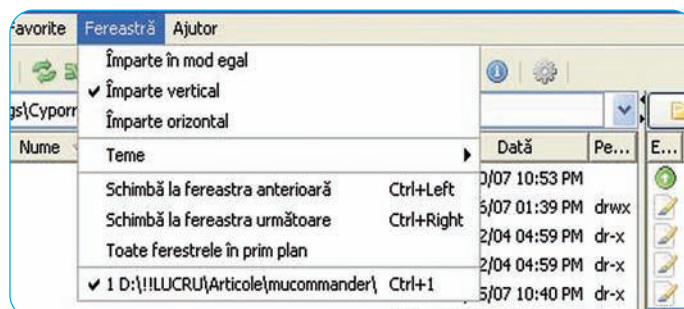 avorite Fereastră Ajutor
Împarte în mod egal
Împarte vertical
Împarte orizontal
Teme
Schimbă la fereastra anterioară Ctrl+Left
Schimbă la fereastra următoare Ctrl+Right
Toate ferestrele în prim plan
1 D:\!!LUCRU\Articole\mucommander\ Ctrl+1
gs\Cyporr
Nume Dată Pe... E...
0/07 10:53 PM
6/07 01:39 PM drwx
2/04 04:59 PM dr-x
2/04 04:59 PM dr-x
5/07 10:40 PM dr-x